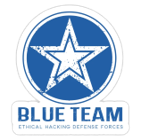 BLUE TEAM
ETHICAL HACKING DEFENSE FORCES